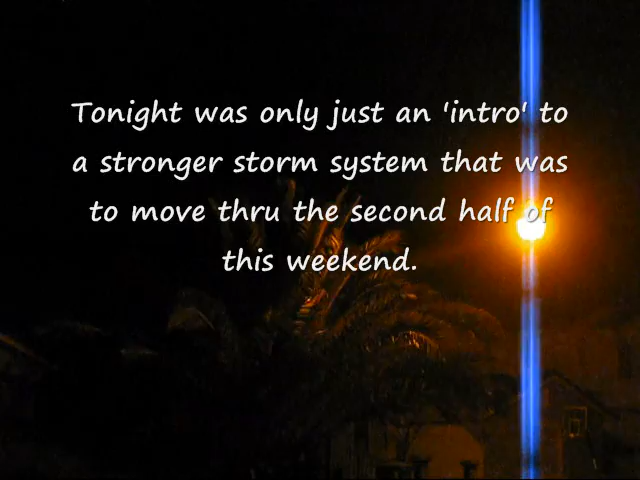 Tonight was only just an 'intro' to
a stronger storm system that was
to move thru the second half of
this weekend.